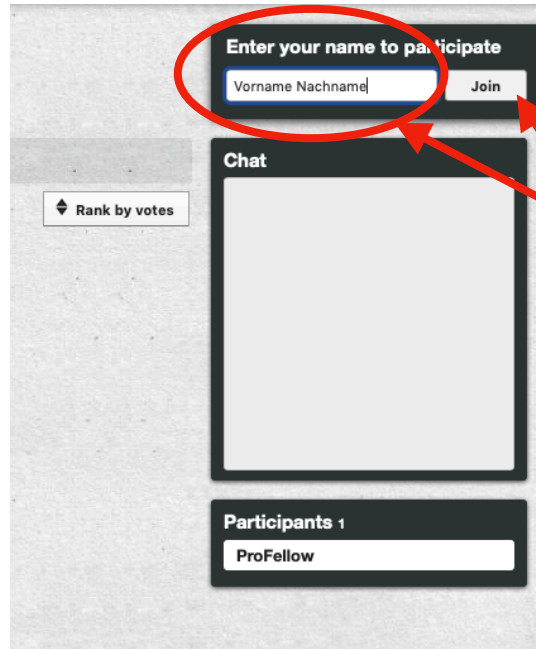 Enter your name to participate
Vorname Nachname
Join
Chat
Rank by votes
Participants 1
ProFellow